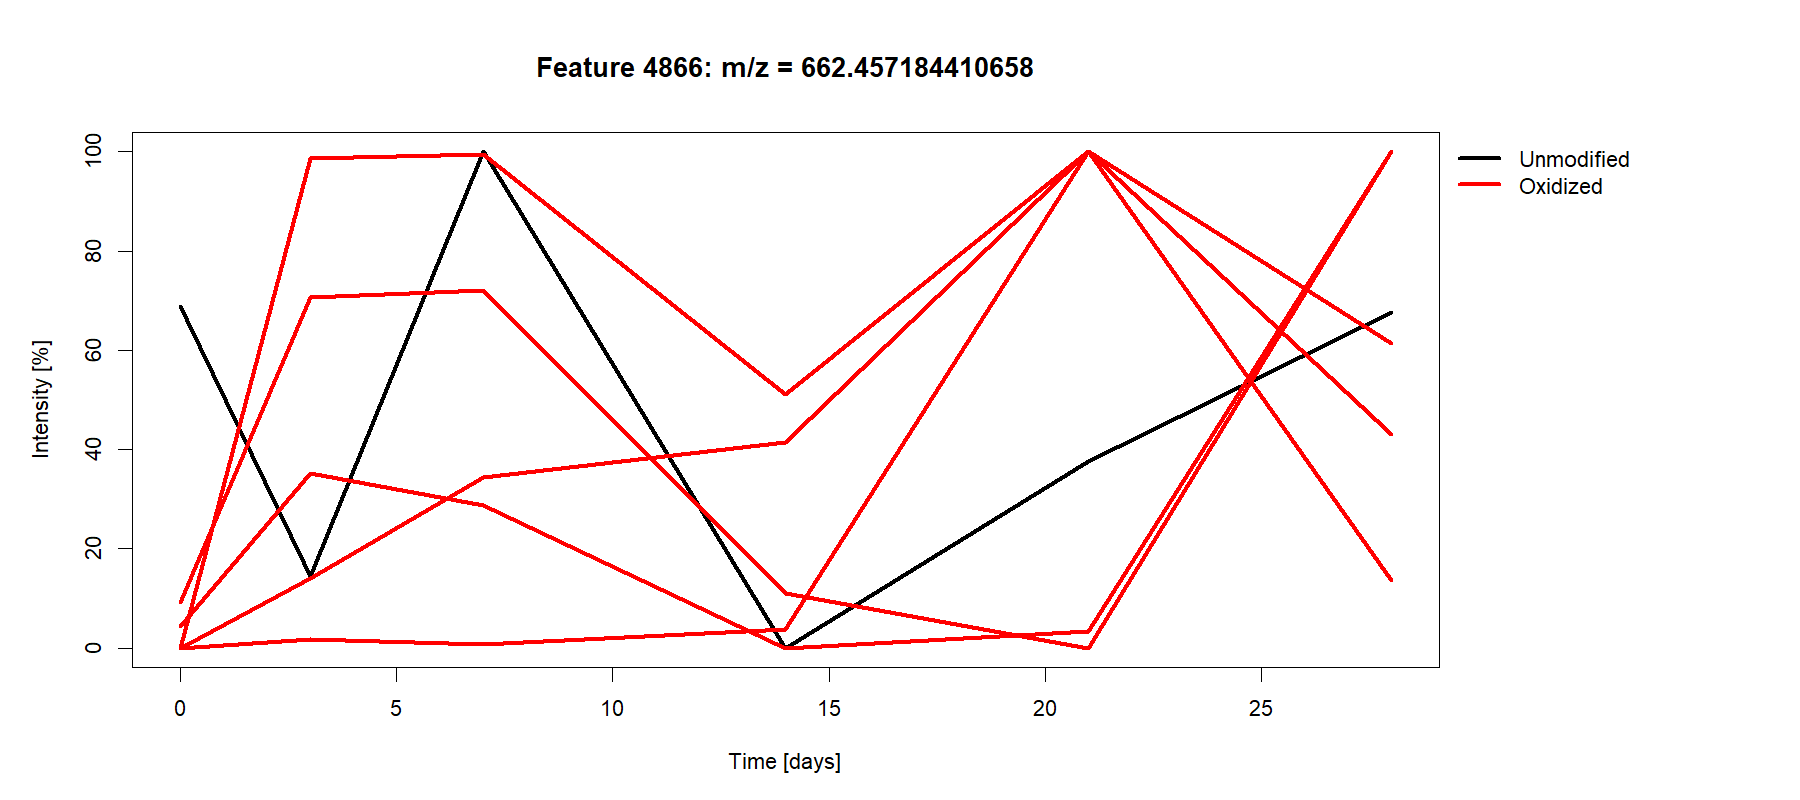 Feature 4866: m/z = 662.457184410658
Unmodified
Oxidized
Intensity [%]
100
80
60
40
20
0
0 5 10 15 20 25
Time [days]